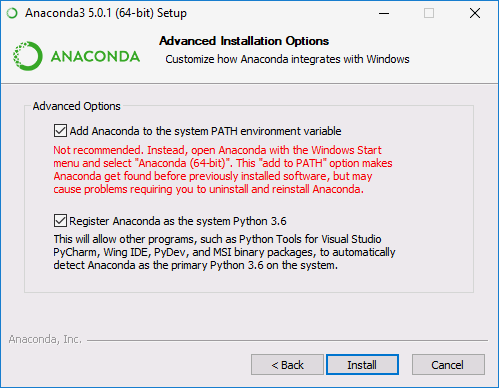 Anaconda3 5.0.1 (64-bit) Setup
ANACONDA
Advanced Installation Options
Customize how Anaconda integrates with Windows
Advanced Options
Add Anaconda to the system PATH environment variable
Not recommended. Instead, open Anaconda with the Windows Start
menu and select "Anaconda (64-bit)". This "add to PATH" option makes
Anaconda get found before previously installed software, but may
cause problems requiring you to uninstall and reinstall Anaconda.
Register Anaconda as the system Python 3.6
This will allow other programs, such as Python Tools for Visual Studio
PyCharm, Wing IDE, PyDev, and MSI binary packages, to automatically
detect Anaconda as the primary Python 3.6 on the system.
Anaconda, Inc.
< Back
Install
Cancel